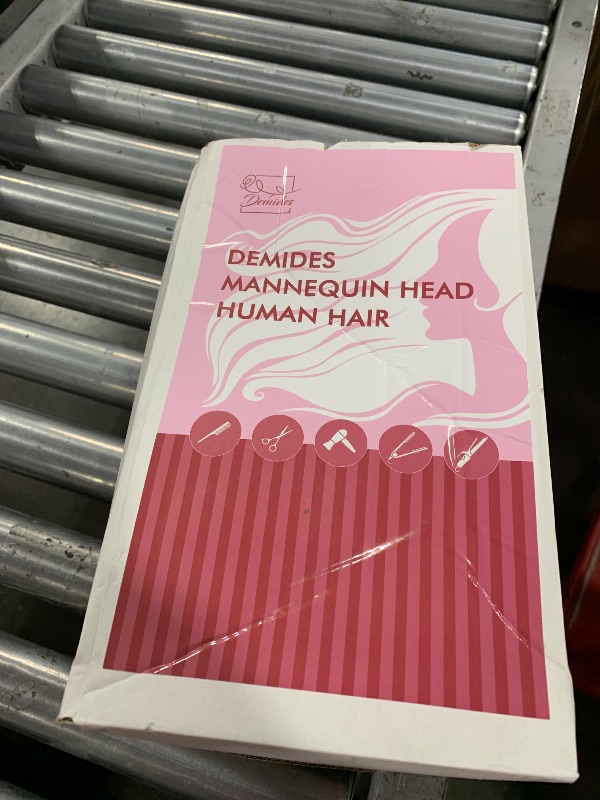 Demides
DEMIDES
MANNEQUIN HEAD
HUMAN HAIR